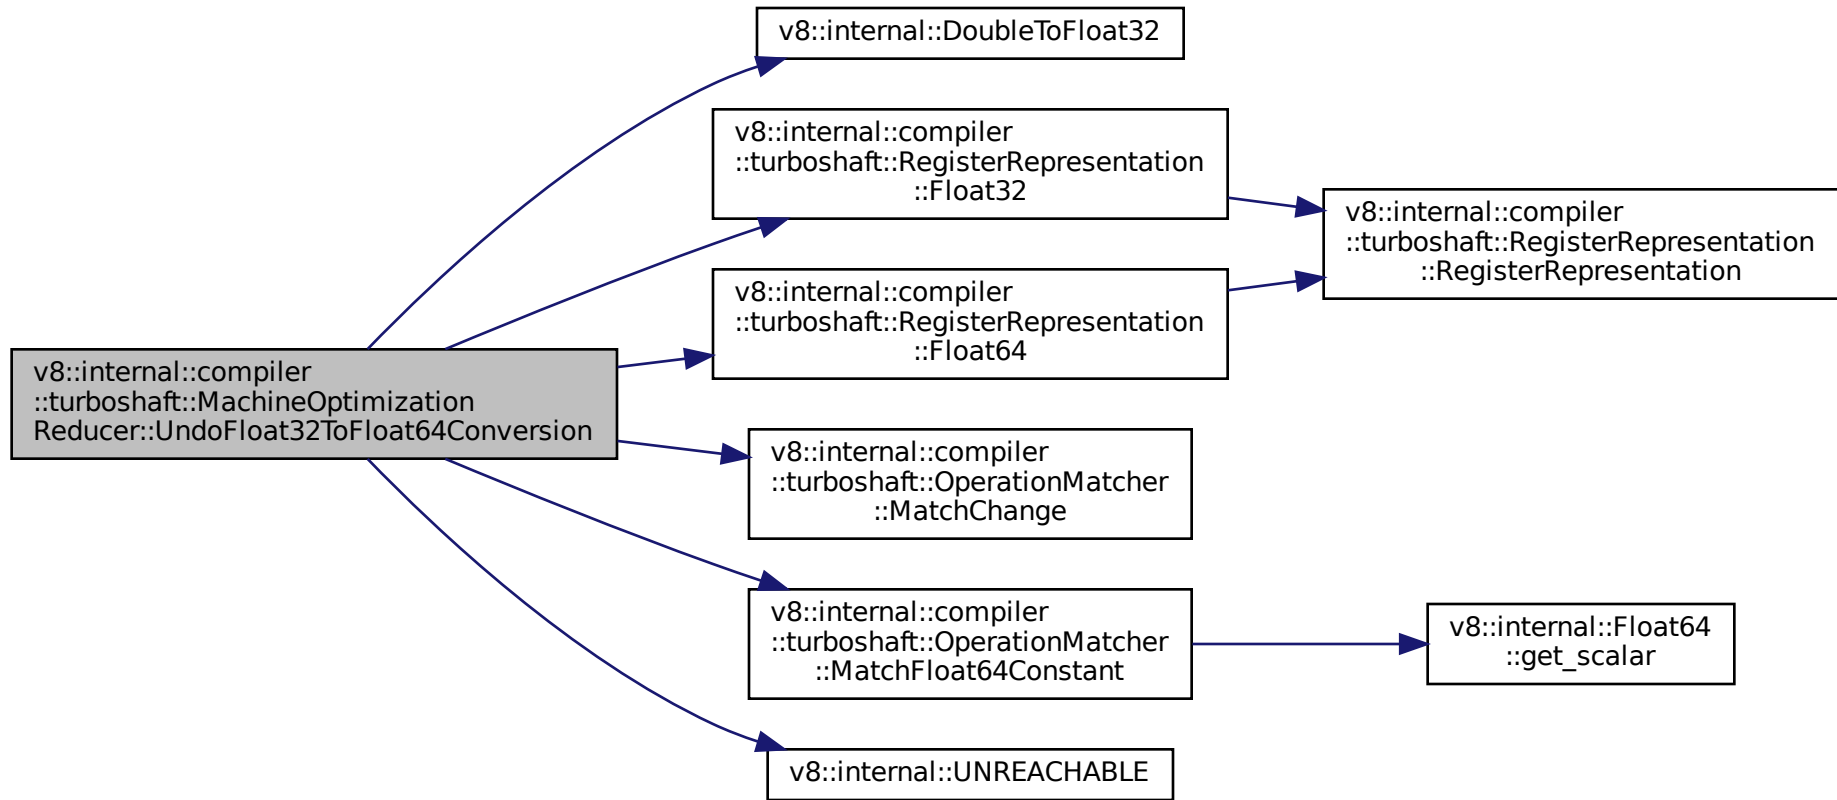 v8::internal::DoubleToFloat32
v8::internal::compiler
::turboshaft::RegisterRepresentation
::Float32
v8::internal::compiler
::turboshaft::RegisterRepresentation
::RegisterRepresentation
v8::internal::compiler
::turboshaft::RegisterRepresentation
::Float64
v8::internal::compiler
::turboshaft::MachineOptimization
Reducer::UndoFloat32ToFloat64Conversion
v8::internal::compiler
::turboshaft::OperationMatcher
::MatchChange
v8::internal::compiler
::turboshaft::OperationMatcher
::MatchFloat64Constant
v8::internal::Float64
::get_scalar
v8::internal::UNREACHABLE